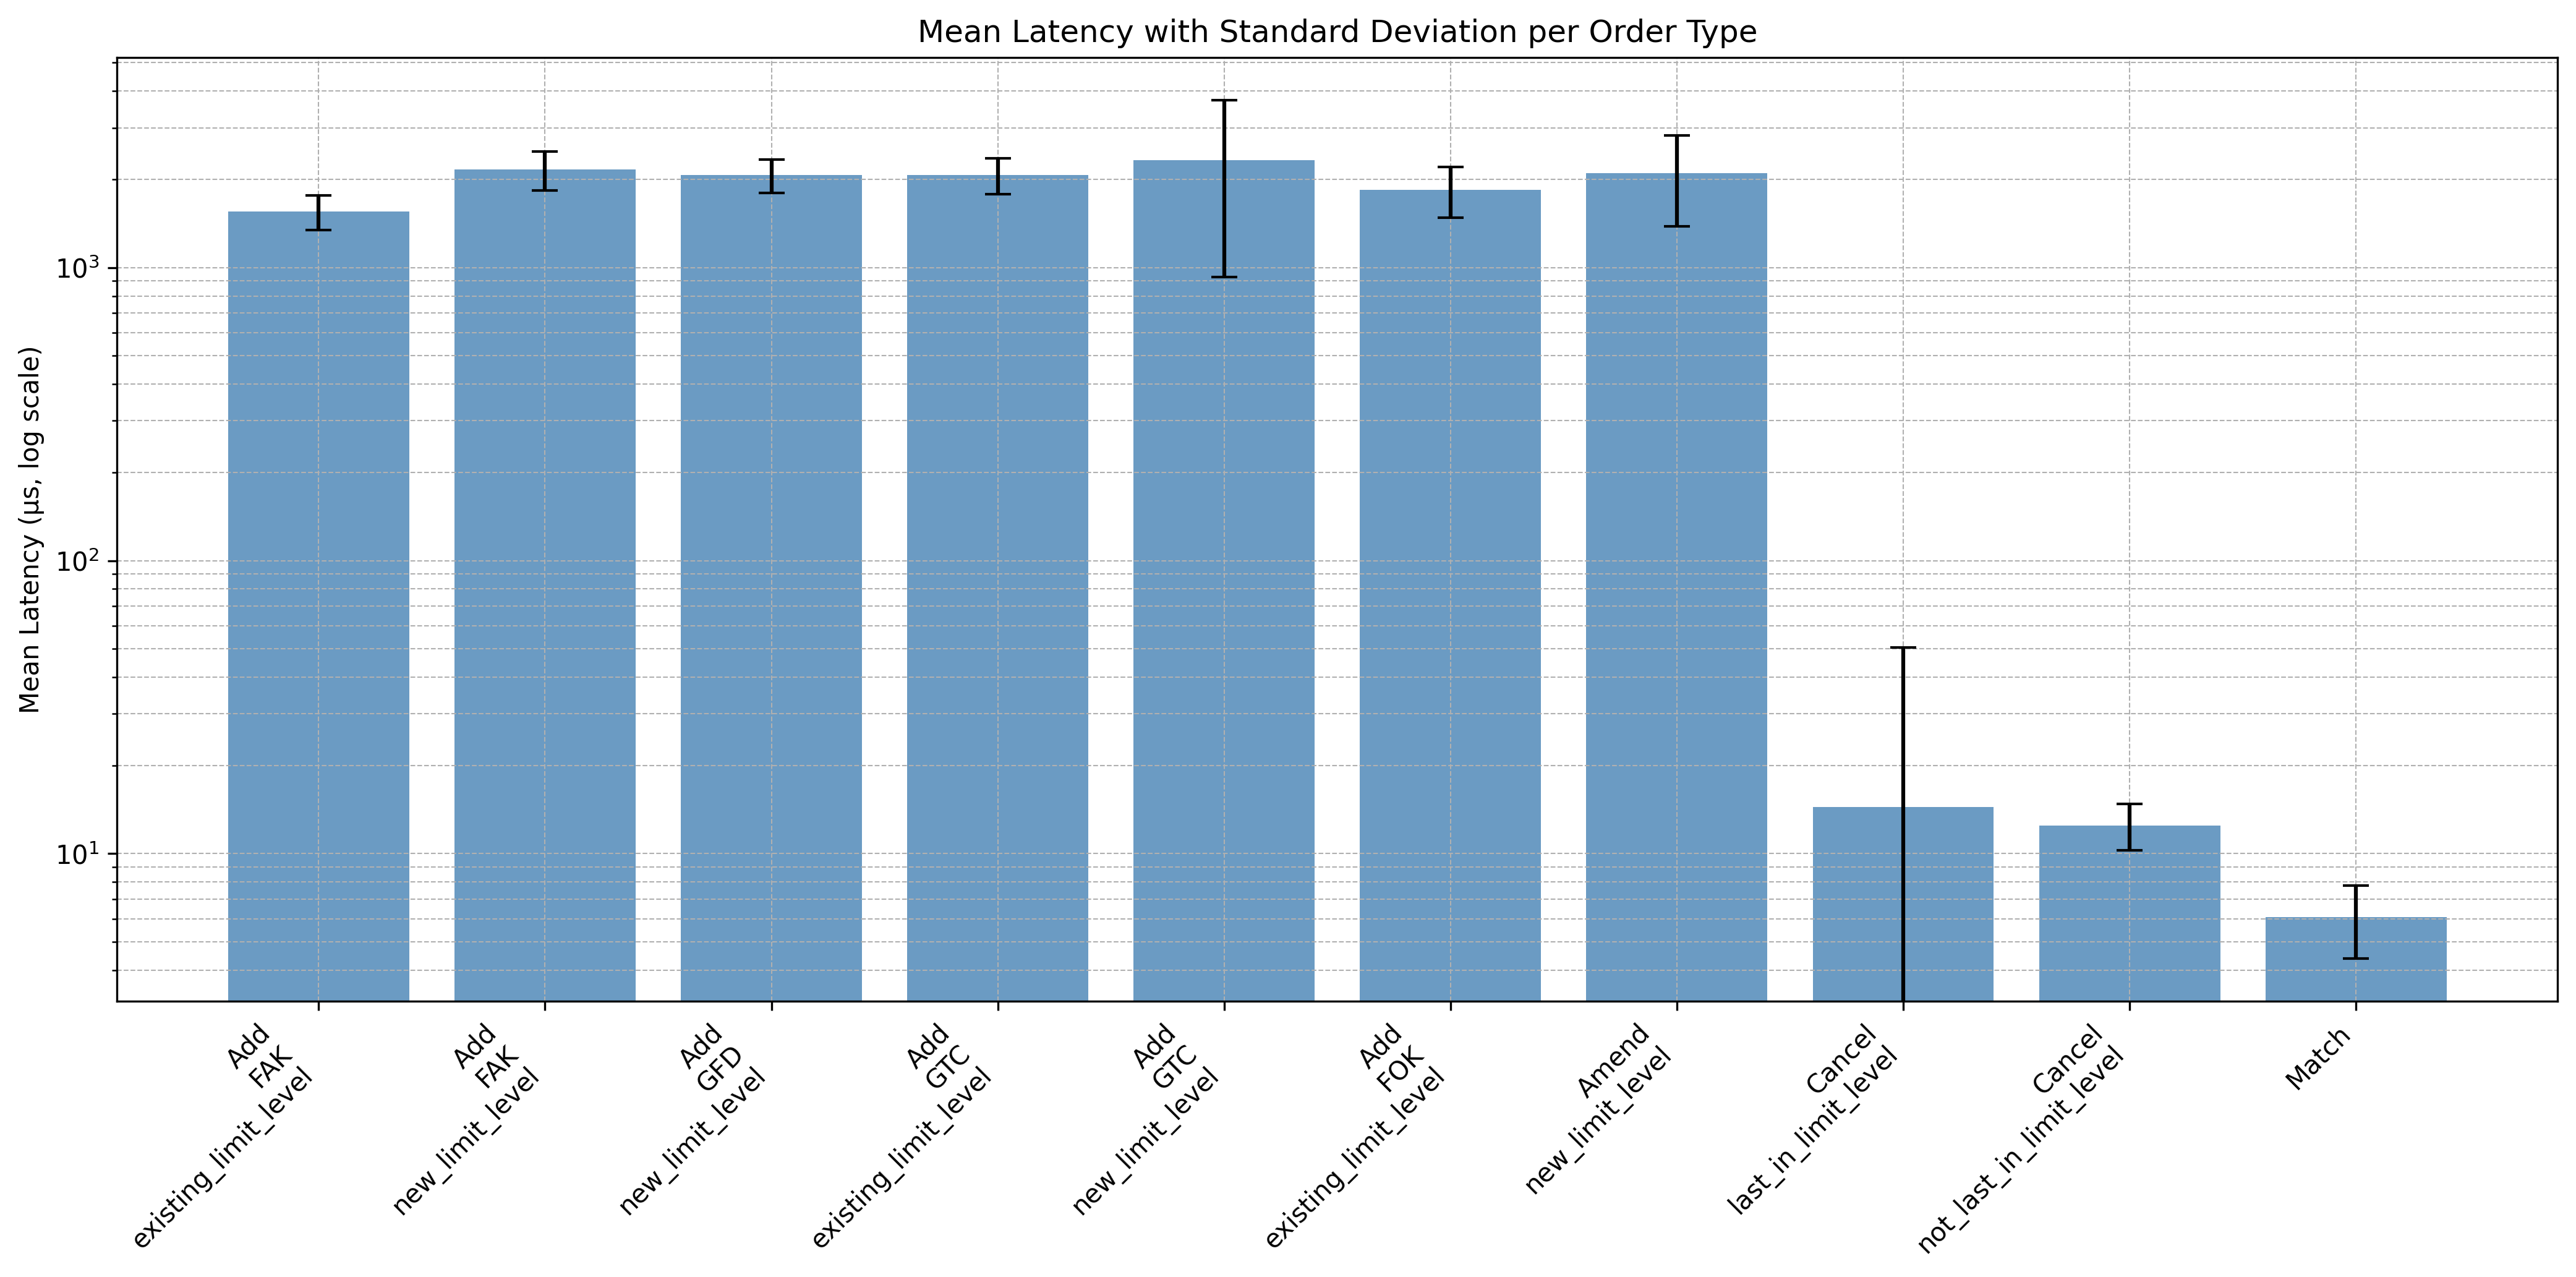 Mean Latency with Standard Deviation per Order Type
Mean Latency (µs, log scale)
10³
10²
10¹
Add
FAK
existing_limit_level
Add
FAK
new_limit_level
Add
GFD
new_limit_level
Add
GTC
existing_limit_level
Add
GTC
new_limit_level
Add
FOK
existing_limit_level
Amend
new_limit_level
Cancel
last_in_limit_level
Cancel
not_last_in_limit_level
Match